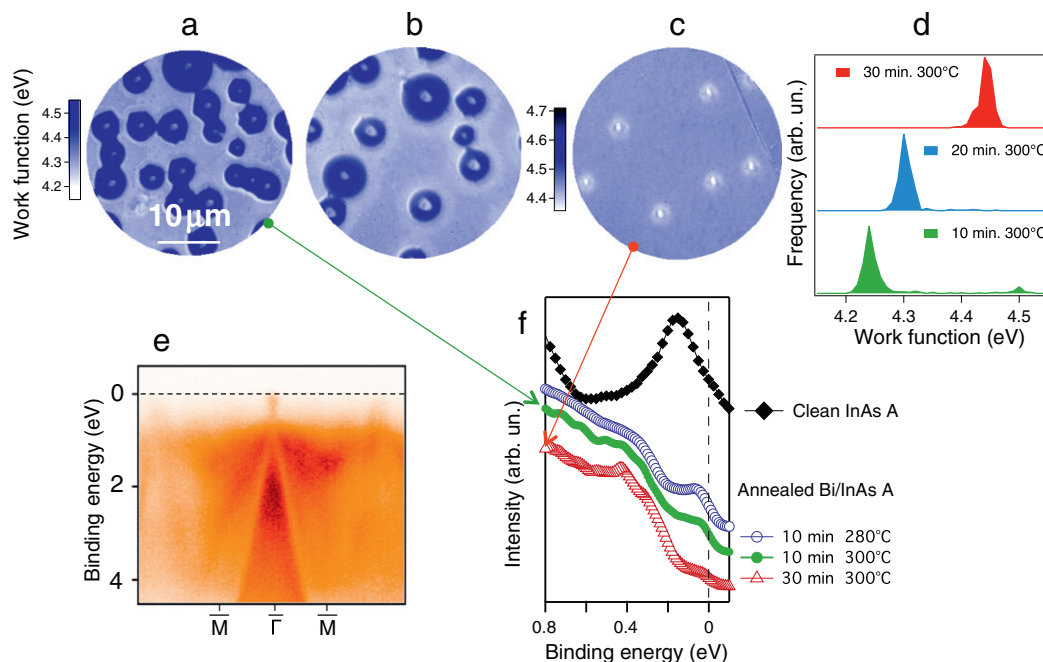 a
b
c
d
Work function (eV)
4.5
4.4
4.3
4.2
10 μm
4.7
4.6
4.5
4.4
Frequency (arb. un.)
30 min. 300°C
20 min. 300°C
10 min. 300°C
4.2 4.3 4.4 4.5
Work function (eV)
e
Binding energy (eV)
0
2
4
M Γ M
f
Intensity (arb. un.)
Clean InAs A
Annealed Bi/InAs A
10 min 280°C
10 min 300°C
30 min 300°C
0.8 0.4 0
Binding energy (eV)